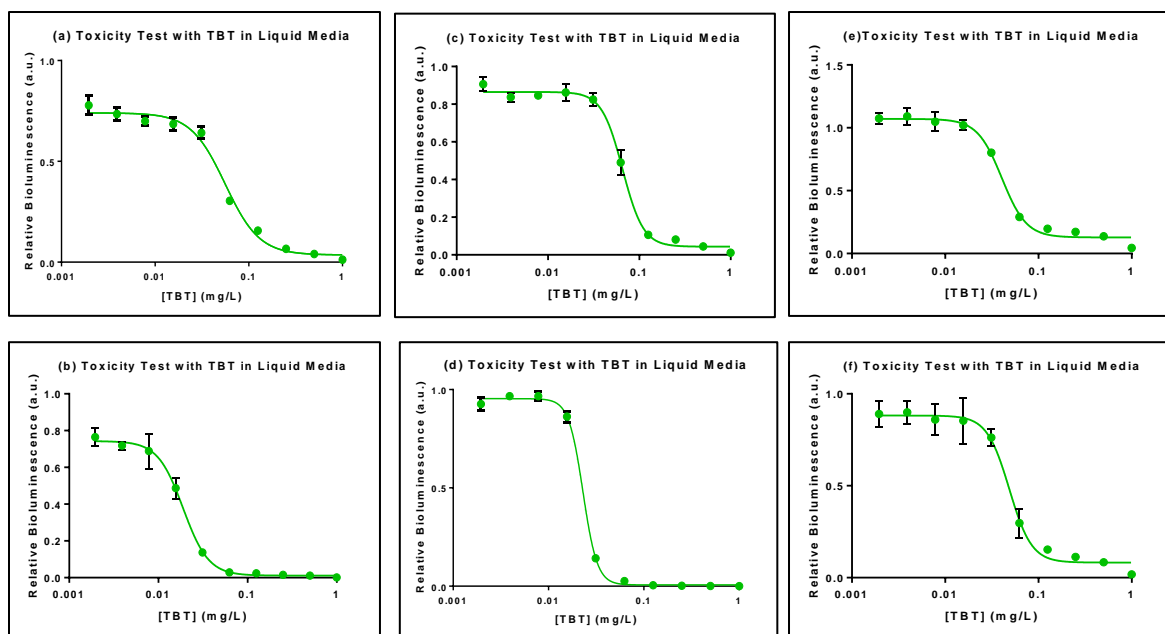 (a) Toxicity Test with TBT in Liquid Media
Relative Bioluminescence (a.u.)
1.0
0.5
0.0
0.001
0.01
0.1
1
[TBT] (mg/L)
(c) Toxicity Test with TBT in Liquid Media
Relative Bioluminescence (a.u.)
1.0
0.8
0.6
0.4
0.2
0.0
0.001
0.01
0.1
1
[TBT] (mg/L)
(e)Toxicity Test with TBT in Liquid Media
Relative Bioluminescence (a.u.)
1.5
1.0
0.5
0.0
0.001
0.01
0.1
1
[TBT] (mg/L)
(b) Toxicity Test with TBT in Liquid Media
Relative Bioluminescence (a.u.)
1.0
0.8
0.6
0.4
0.2
0.0
0.001
0.01
0.1
1
[TBT] (mg/L)
(d) Toxicity Test with TBT in Liquid Media
Relative Bioluminescence (a.u.)
1.0
0.5
0.0
0.001
0.01
0.1
1
[TBT] (mg/L)
(f) Toxicity Test with TBT in Liquid Media
Relative Bioluminescence (a.u.)
1.0
0.5
0.0
0.001
0.01
0.1
1
[TBT] (mg/L)